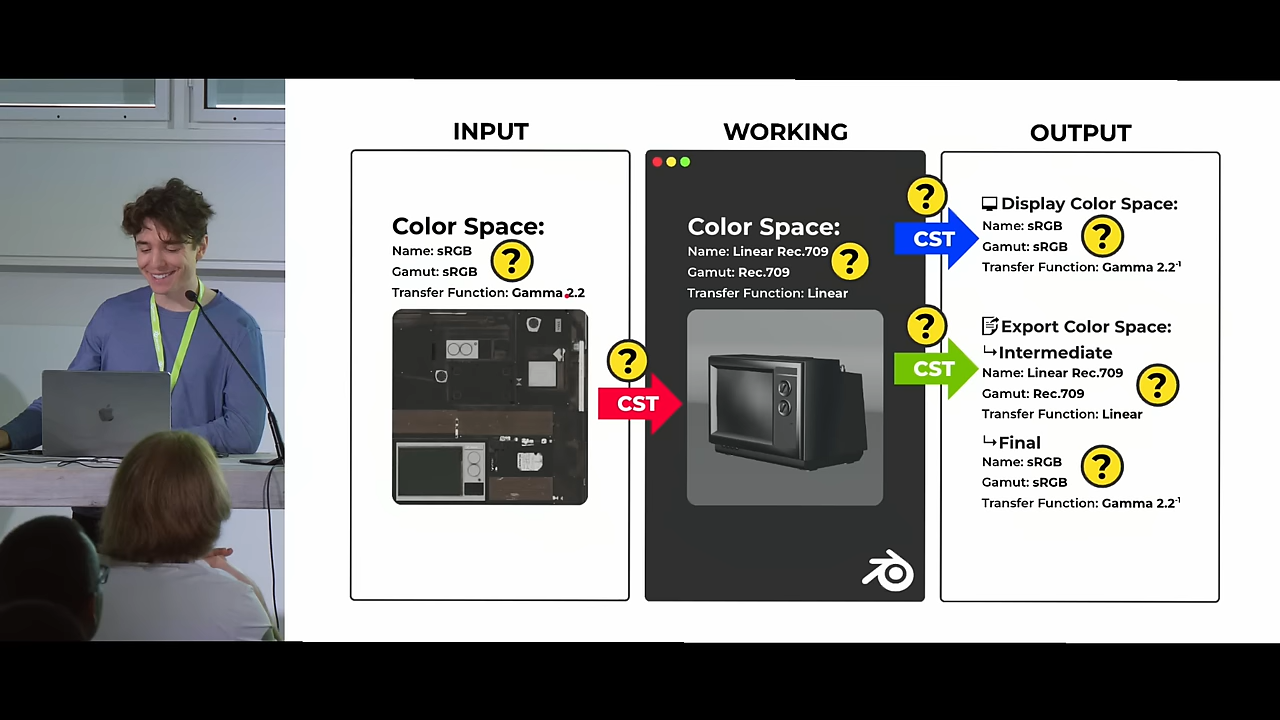 INPUT
Color Space:
Name: sRGB
Gamut: sRGB
Transfer Function: Gamma 2.2
?
?
CST
WORKING
Color Space:
Name: Linear Rec.709
Gamut: Rec.709
Transfer Function: Linear
?
?
CST
?
CST
OUTPUT
Display Color Space:
Name: sRGB
Gamut: sRGB
Transfer Function: Gamma 2.2⁻¹
?
Export Color Space:
↳Intermediate
Name: Linear Rec.709
Gamut: Rec.709
Transfer Function: Linear
?
↳Final
Name: sRGB
Gamut: sRGB
Transfer Function: Gamma 2.2⁻¹
?